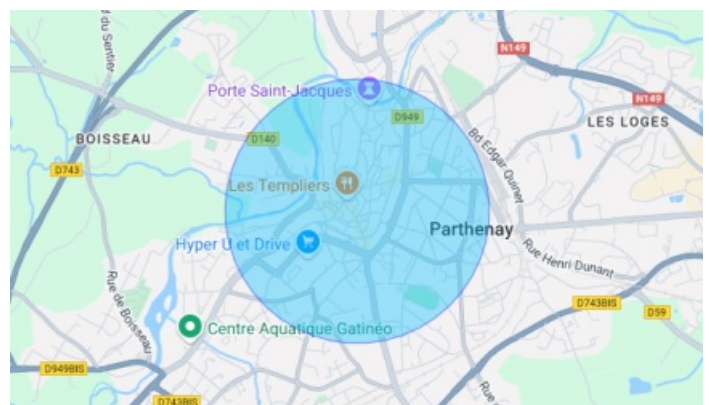 du Sentier
N149
Porte Saint-Jacques
N149
D949
LES LOGES
BOISSEAU
D140
Bd Edgar Quinet
D743
Les Templiers
Parthenay
Hyper U et Drive
Rue Henri Dunant
Rue de Boisseau
D743BIS
D59
Centre Aquatique Gatinéo
D949BIS
D743BIS
Rue